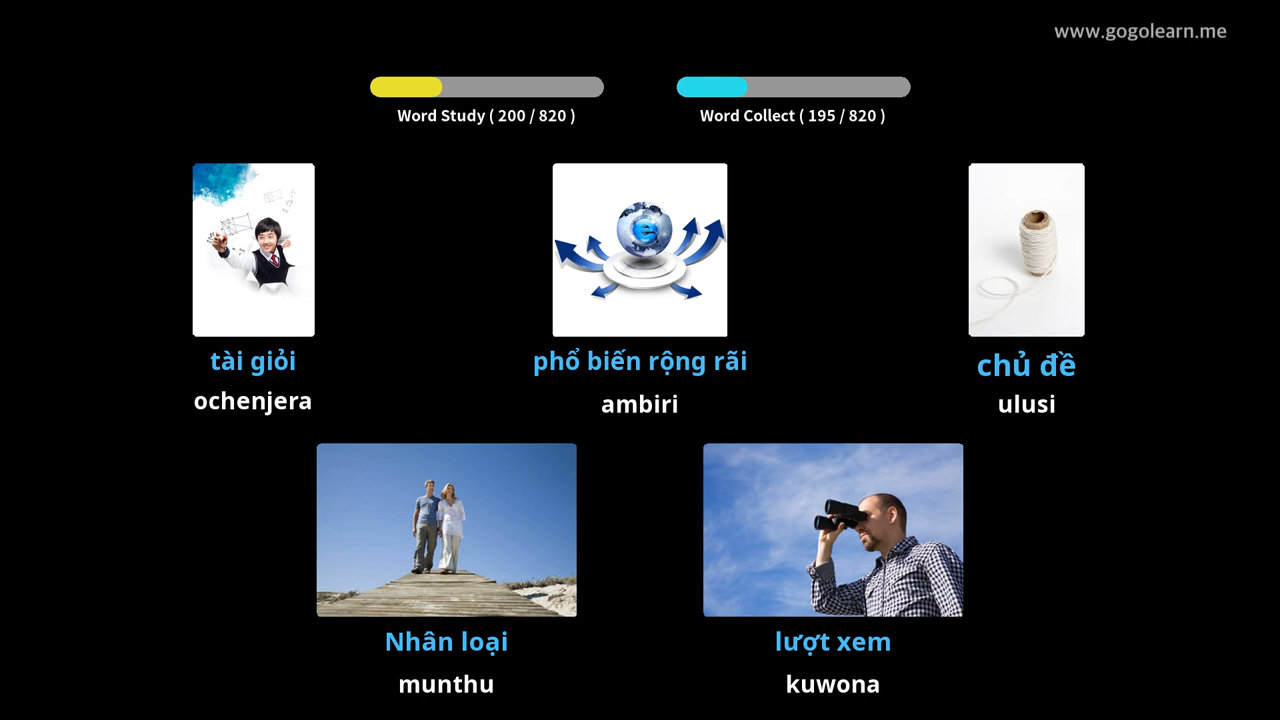 www.gogolearn.me
Word Study ( 200 / 820 )
Word Collect ( 195 / 820 )
e
tài giỏi
phổ biến rộng rãi
chủ đề
ochenjera
ambiri
ulusi
Nhân loại
lượt xem
munthu
kuwona